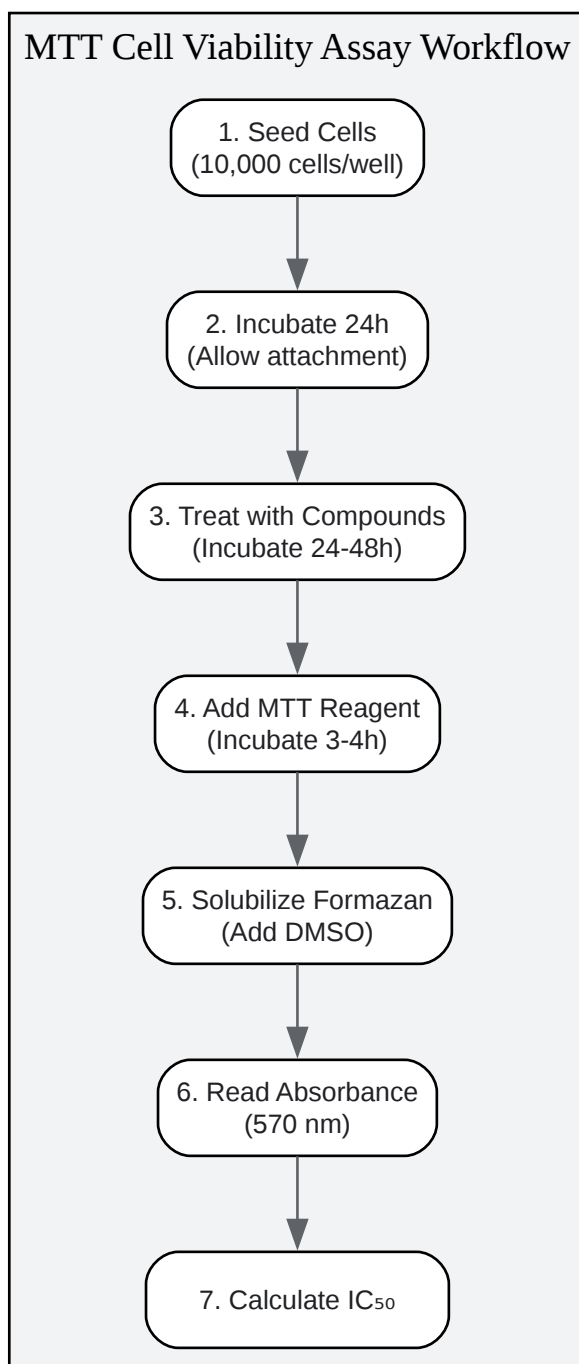 MTT Cell Viability Assay Workflow
1. Seed Cells
(10,000 cells/well)
2. Incubate 24h
(Allow attachment)
3. Treat with Compounds
(Incubate 24-48h)
4. Add MTT Reagent
(Incubate 3-4h)
5. Solubilize Formazan
(Add DMSO)
6. Read Absorbance
(570 nm)
7. Calculate IC₅₀